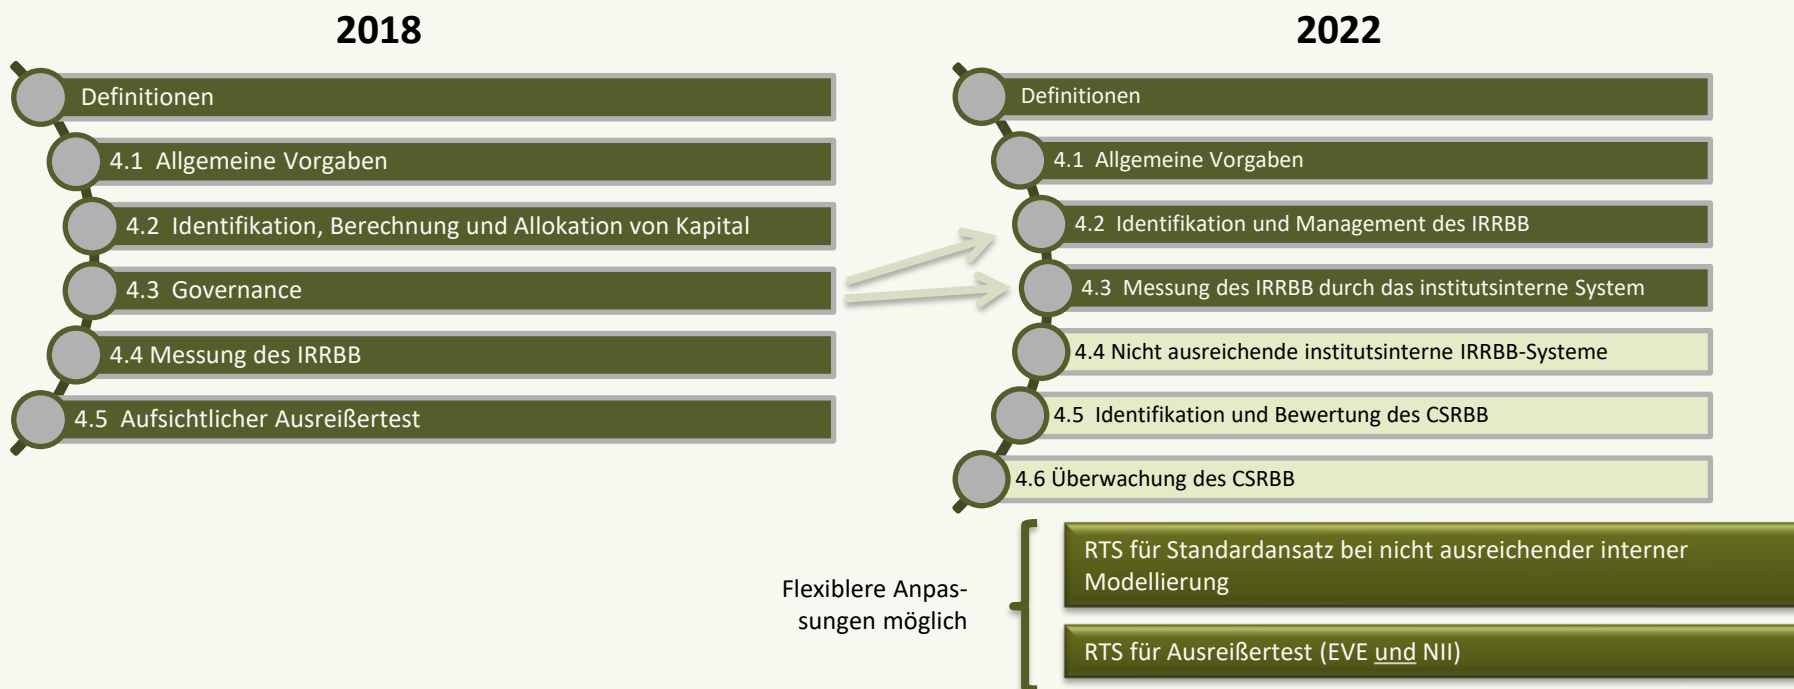 2018
Definitionen
4.1 Allgemeine Vorgaben
4.2 Identifikation, Berechnung und Allokation von Kapital
4.3 Governance
4.4 Messung des IRRBB
4.5 Aufsichtlicher Ausreißertest
2022
Definitionen
4.1 Allgemeine Vorgaben
4.2 Identifikation und Management des IRRBB
4.3 Messung des IRRBB durch das institutsinterne System
4.4 Nicht ausreichende institutsinterne IRRBB-Systeme
4.5 Identifikation und Bewertung des CSRBB
4.6 Überwachung des CSRBB
Flexiblere Anpas-
sungen möglich
RTS für Standardansatz bei nicht ausreichender interner
Modellierung
RTS für Ausreißertest (EVE und NII)